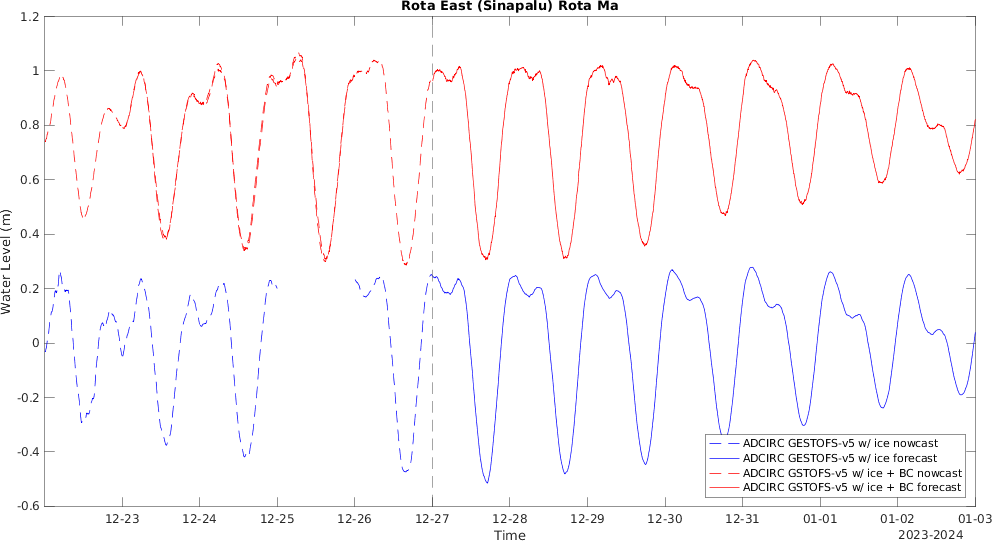 Rota East (Sinapalu) Rota Ma
1.2
1
0.8
0.6
0.4
0.2
0
-0.2
-0.4
-0.6
Water Level (m)
ADCIRC GESTOFS-v5 w/ ice nowcast
ADCIRC GESTOFS-v5 w/ ice forecast
ADCIRC GSTOFS-v5 w/ ice + BC nowcast
ADCIRC GSTOFS-v5 w/ ice + BC forecast
12-23 12-24 12-25 12-26 12-27 12-28 12-29 12-30 12-31 01-01 01-02 01-03
Time
2023-2024